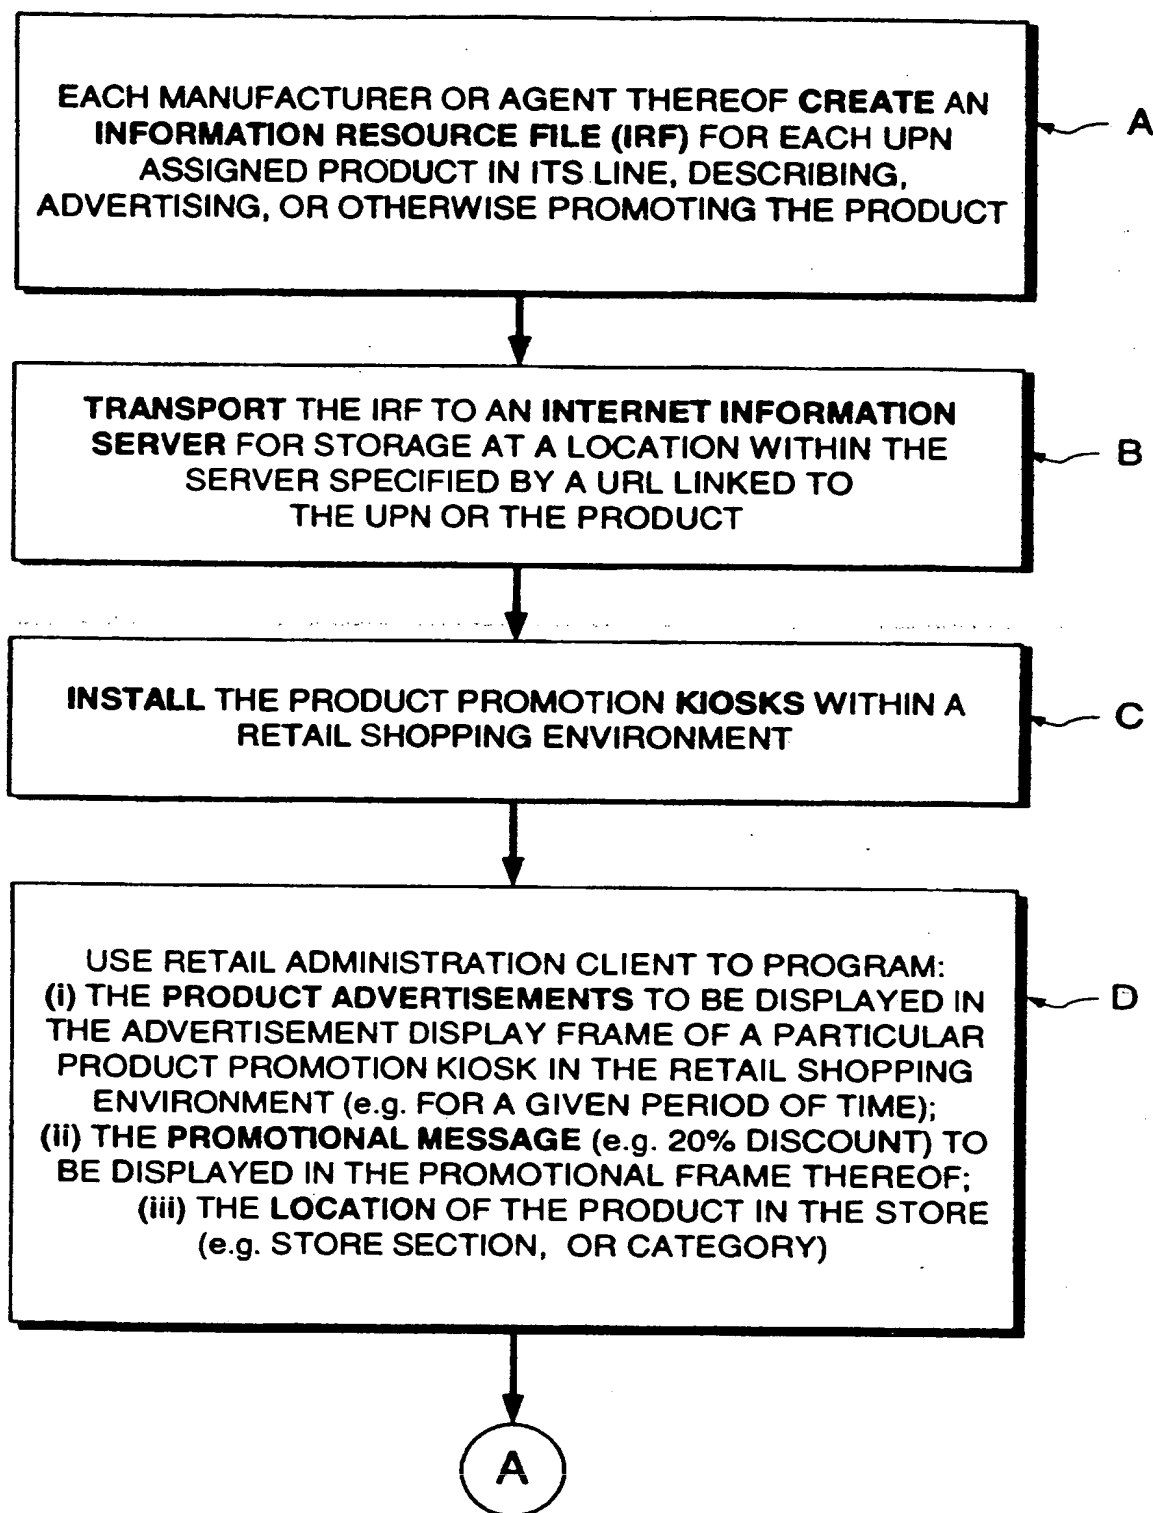 EACH MANUFACTURER OR AGENT THEREOF CREATE AN
INFORMATION RESOURCE FILE (IRF) FOR EACH UPN
ASSIGNED PRODUCT IN ITS LINE, DESCRIBING,
ADVERTISING, OR OTHERWISE PROMOTING THE PRODUCT
A
TRANSPORT THE IRF TO AN INTERNET INFORMATION
SERVER FOR STORAGE AT A LOCATION WITHIN THE
SERVER SPECIFIED BY A URL LINKED TO
THE UPN OR THE PRODUCT
B
INSTALL THE PRODUCT PROMOTION KIOSKS WITHIN A
RETAIL SHOPPING ENVIRONMENT
C
USE RETAIL ADMINISTRATION CLIENT TO PROGRAM:
(i) THE PRODUCT ADVERTISEMENTS TO BE DISPLAYED IN
THE ADVERTISEMENT DISPLAY FRAME OF A PARTICULAR
PRODUCT PROMOTION KIOSK IN THE RETAIL SHOPPING
ENVIRONMENT (e.g. FOR A GIVEN PERIOD OF TIME);
(ii) THE PROMOTIONAL MESSAGE (e.g. 20% DISCOUNT) TO
BE DISPLAYED IN THE PROMOTIONAL FRAME THEREOF;
(iii) THE LOCATION OF THE PRODUCT IN THE STORE
(e.g. STORE SECTION, OR CATEGORY)
D
A